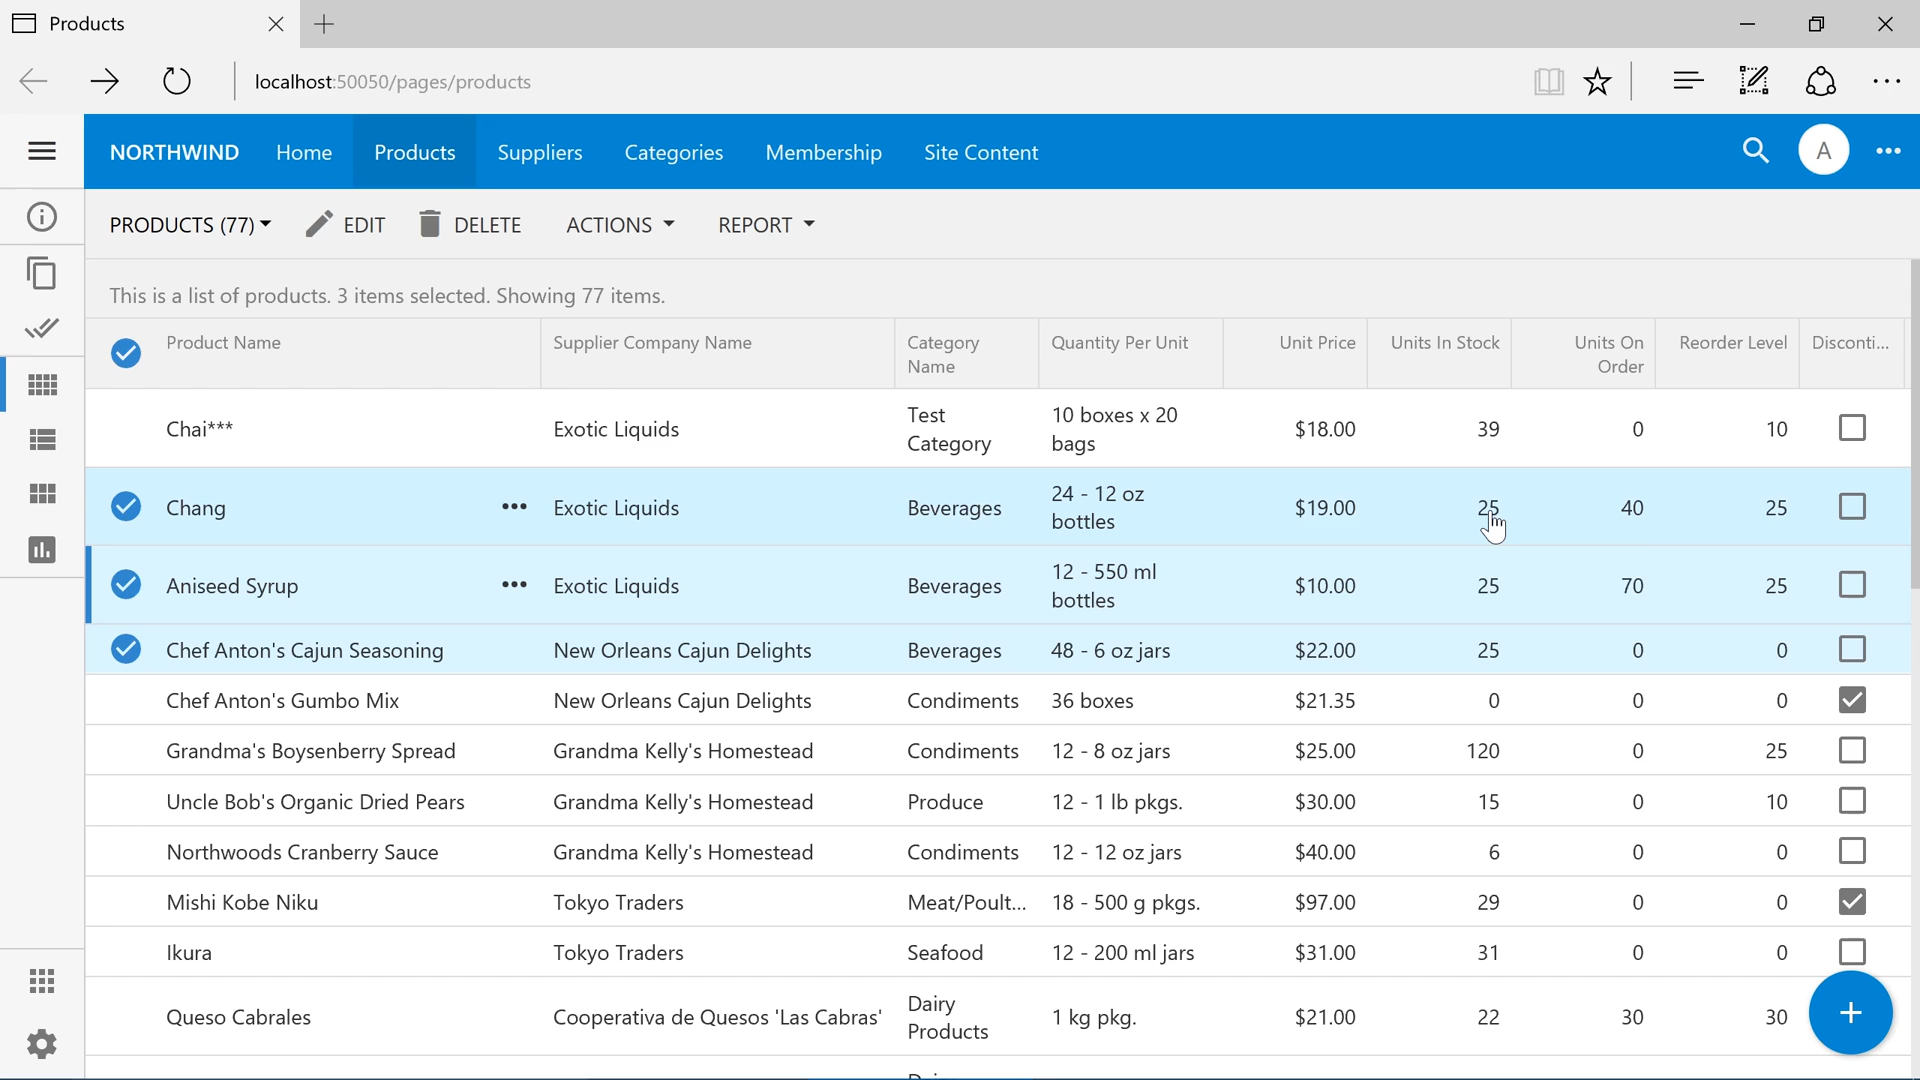 Products
localhost:50050/pages/products
NORTHWIND Home Products Suppliers Categories Membership Site Content A
PRODUCTS (77) EDIT DELETE ACTIONS REPORT
This is a list of products. 3 items selected. Showing 77 items.
Product Name Supplier Company Name Category Name Quantity Per Unit Unit Price Units In Stock Units On Order Reorder Level Disconti...
Chai*** Exotic Liquids Test Category 10 boxes x 20 bags $18.00 39 0 10
Chang Exotic Liquids Beverages 24 - 12 oz bottles $19.00 25 40 25
Aniseed Syrup Exotic Liquids Beverages 12 - 550 ml bottles $10.00 25 70 25
Chef Anton's Cajun Seasoning New Orleans Cajun Delights Beverages 48 - 6 oz jars $22.00 25 0 0
Chef Anton's Gumbo Mix New Orleans Cajun Delights Condiments 36 boxes $21.35 0 0 0
Grandma's Boysenberry Spread Grandma Kelly's Homestead Condiments 12 - 8 oz jars $25.00 120 0 25
Uncle Bob's Organic Dried Pears Grandma Kelly's Homestead Produce 12 - 1 lb pkgs. $30.00 15 0 10
Northwoods Cranberry Sauce Grandma Kelly's Homestead Condiments 12 - 12 oz jars $40.00 6 0 0
Mishi Kobe Niku Tokyo Traders Meat/Poult... 18 - 500 g pkgs. $97.00 29 0 0
Ikura Tokyo Traders Seafood 12 - 200 ml jars $31.00 31 0 0
Queso Cabrales Cooperativa de Quesos 'Las Cabras' Dairy Products 1 kg pkg. $21.00 22 30 30